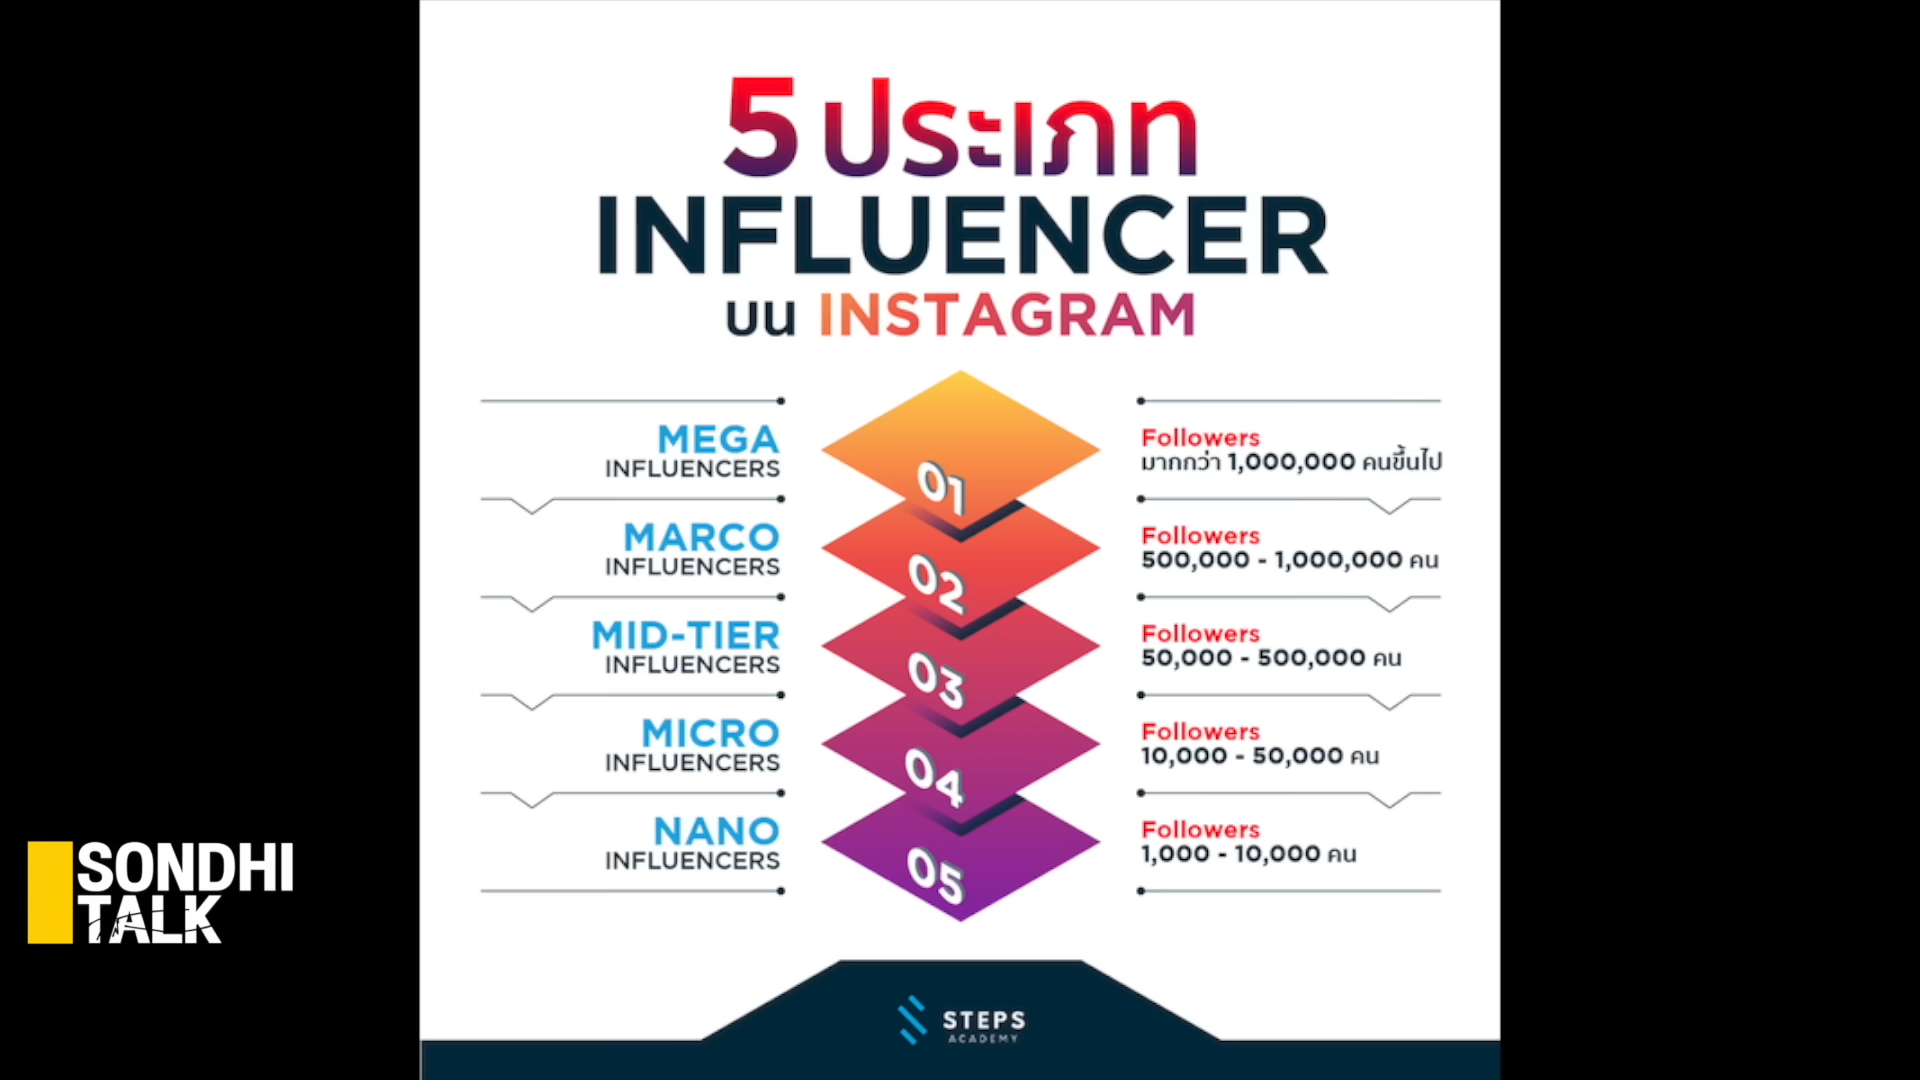 5 ประเภท
INFLUENCER
บน INSTAGRAM
MEGA
INFLUENCERS
01
Followers
มากกว่า 1,000,000 คนขึ้นไป
MARCO
INFLUENCERS
02
Followers
500,000 - 1,000,000 คน
MID-TIER
INFLUENCERS
03
Followers
50,000 - 500,000 คน
MICRO
INFLUENCERS
04
Followers
10,000 - 50,000 คน
NANO
INFLUENCERS
05
Followers
1,000 - 10,000 คน
SONDHI
TALK
STEPS
ACADEMY